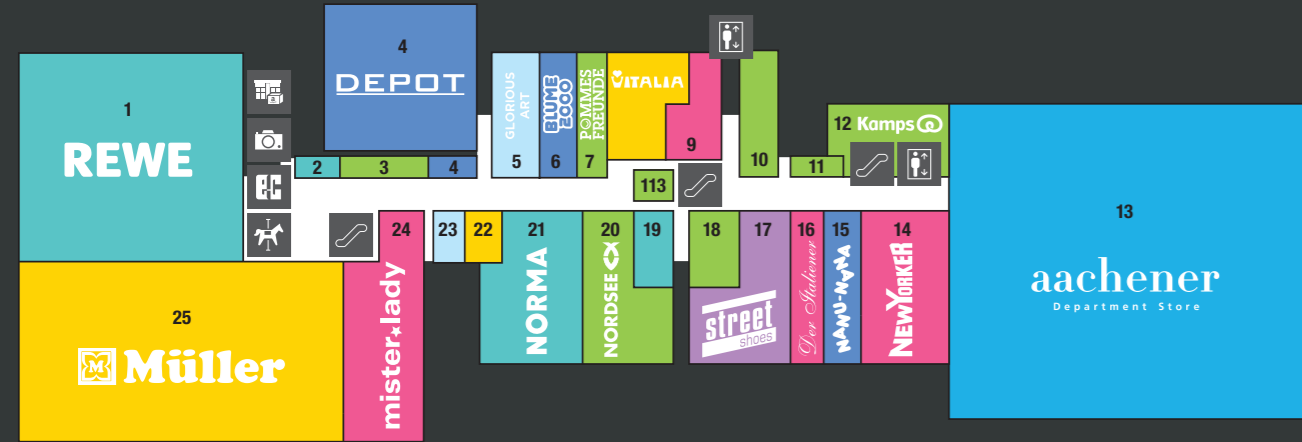 1
REWE
2
3
4
DEPOT
4
5
GLORIOUS
ART
6
BLUME
2000
7
POMMES
FREUNDE
VITALIA
9
10
11
12 Kamps
113
13
aachener
Department Store
14
NEWYORKER
15
NANU-NANA
16
Der Italiener
17
street
shoes
18
19
20
NORDSEE
21
NORMA
22
23
24
mister lady
25
M Müller
EC